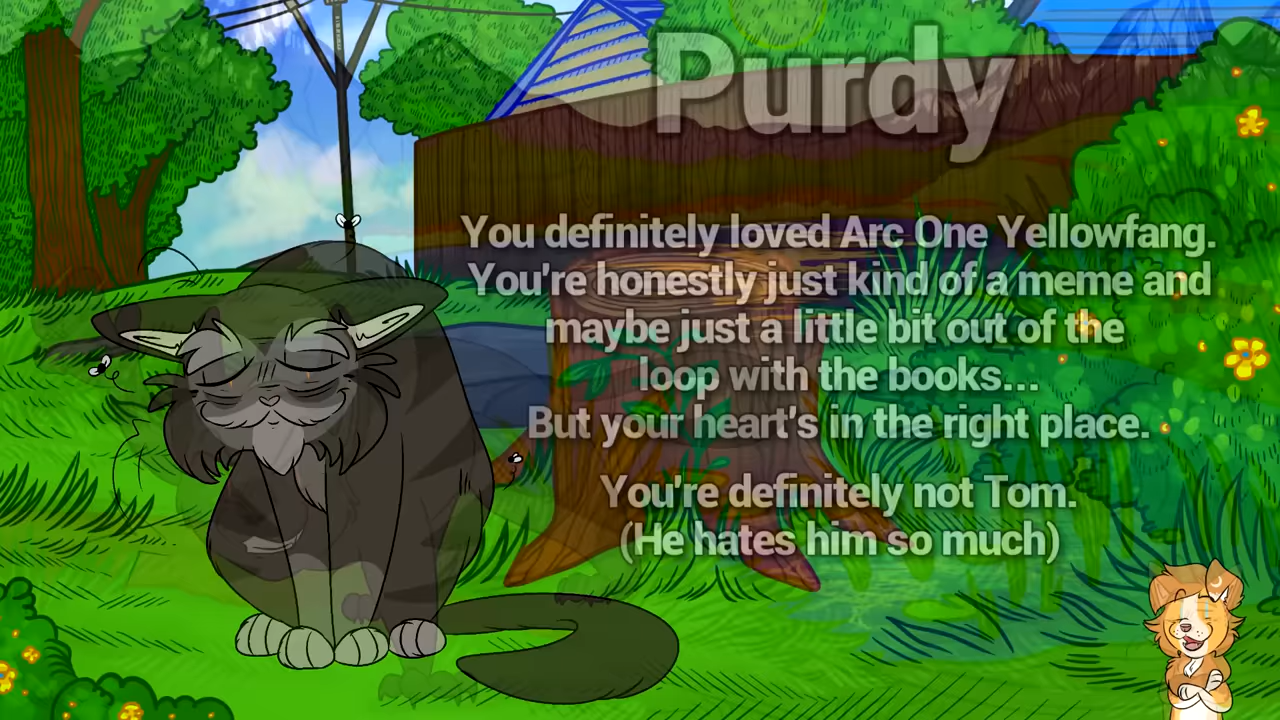 Purdy
You definitely loved Arc One Yellowfang.
You're honestly just kind of a meme and
maybe just a little bit out of the
loop with the books...
But your heart's in the right place.
You're definitely not Tom.
(He hates him so much)